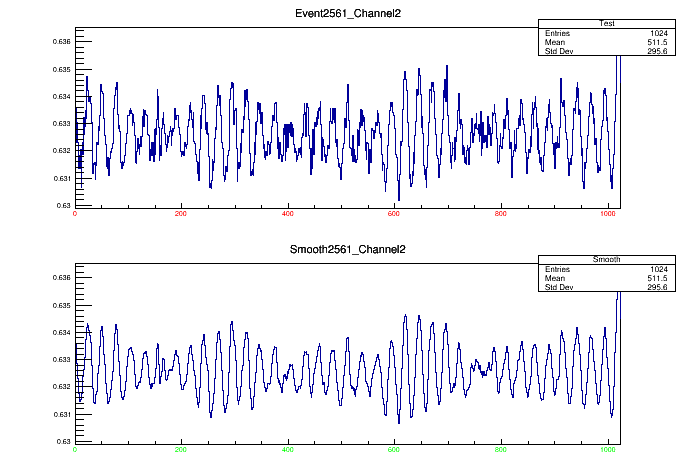 Event2561_Channel2
Test
Entries 1024
Mean 511.5
Std Dev 295.6
0.636
0.635
0.634
0.633
0.632
0.631
0.63
0 200 400 600 800 1000
Smooth2561_Channel2
Smooth
Entries 1024
Mean 511.5
Std Dev 295.6
0.636
0.635
0.634
0.633
0.632
0.631
0.63
0 200 400 600 800 1000